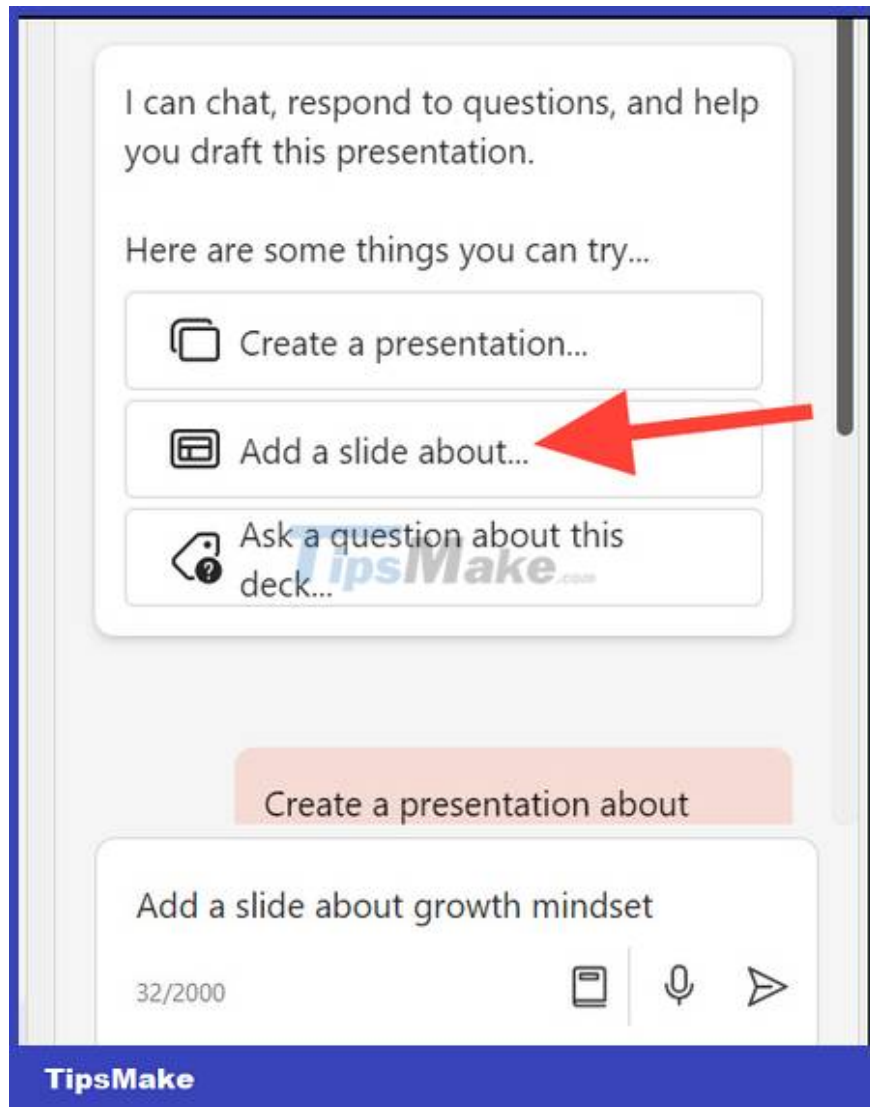 I can chat, respond to questions, and help
you draft this presentation.
Here are some things you can try...
Create a presentation...
Add a slide about...
Ask a question about this
deck...
TipsMake.com
Create a presentation about
Add a slide about growth mindset
32/2000
TipsMake